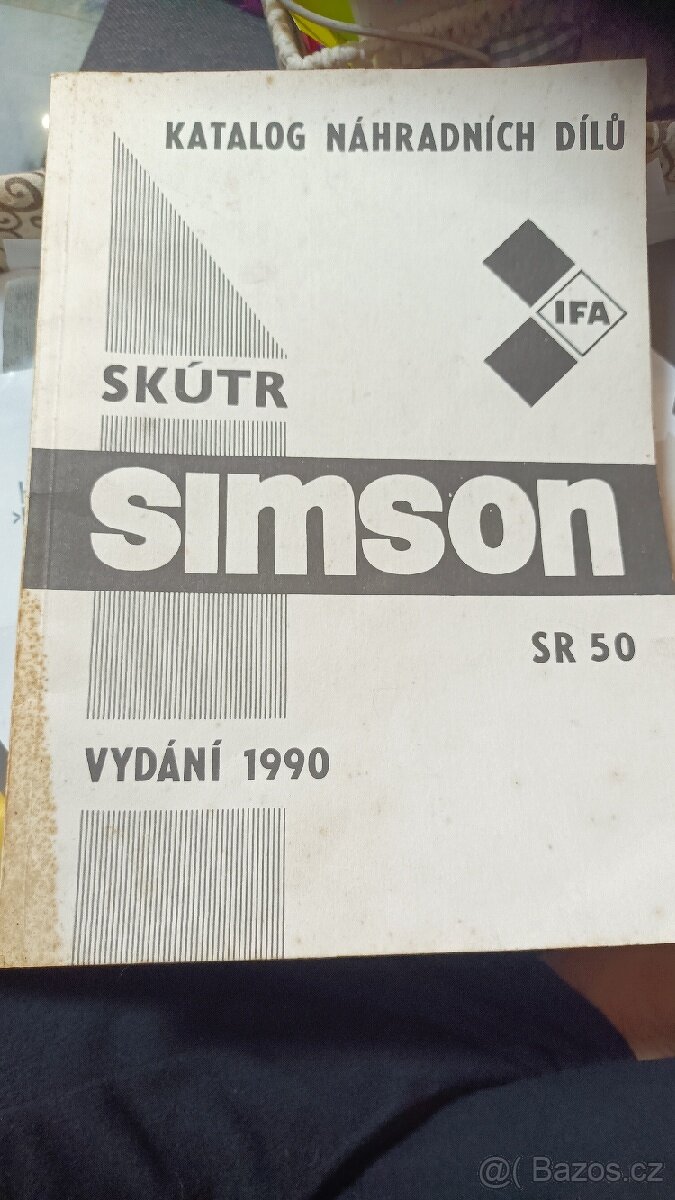 KATALOG NÁHRADNÍCH DÍLŮ
IFA
SKÚTR
simson
SR 50
VYDÁNÍ 1990
@( Bazos.cz